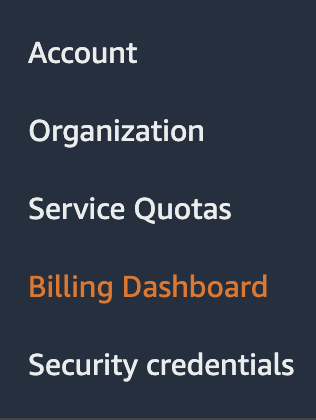 Account
Organization
Service Quotas
Billing Dashboard
Security credentials